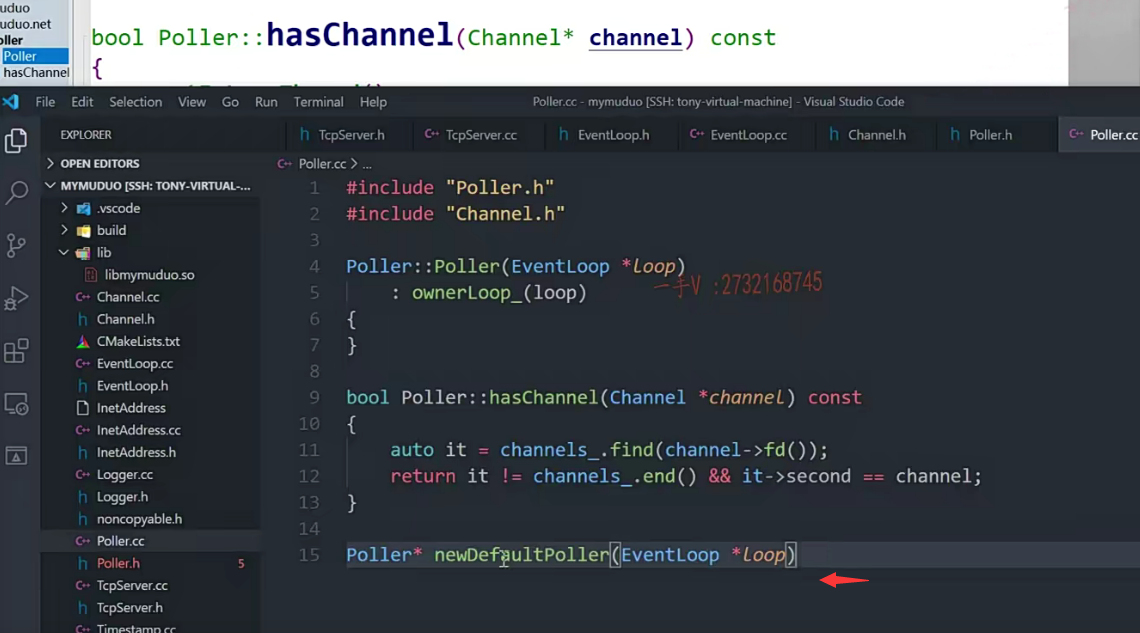 muduo
uduo.net
oller
Poller
hasChannel
bool Poller::hasChannel(Channel* channel) const
{
File Edit Selection View Go Run Terminal Help
Poller.cc - mymuduo [SSH: tony-virtual-machine] - Visual Studio Code
EXPLORER
TcpServer.h
TcpServer.cc
EventLoop.h
EventLoop.cc
Channel.h
Poller.h
Poller.cc
OPEN EDITORS
MYMUDUO [SSH: TONY-VIRTUAL-...
.vscode
build
lib
libmymuduo.so
Channel.cc
Channel.h
CMakeLists.txt
EventLoop.cc
EventLoop.h
InetAddress
InetAddress.cc
InetAddress.h
Logger.cc
Logger.h
noncopyable.h
Poller.cc
Poller.h 5
TcpServer.cc
TcpServer.h
Timestamp.cc
Poller.cc > ...
1 #include "Poller.h"
2 #include "Channel.h"
3
4 Poller::Poller(EventLoop *loop)
5 : ownerLoop_(loop)
一手V :2732168745
6 {
7 }
8
9 bool Poller::hasChannel(Channel *channel) const
10 {
11 auto it = channels_.find(channel->fd());
12 return it != channels_.end() && it->second == channel;
13 }
14
15 Poller* newDefaultPoller(EventLoop *loop)